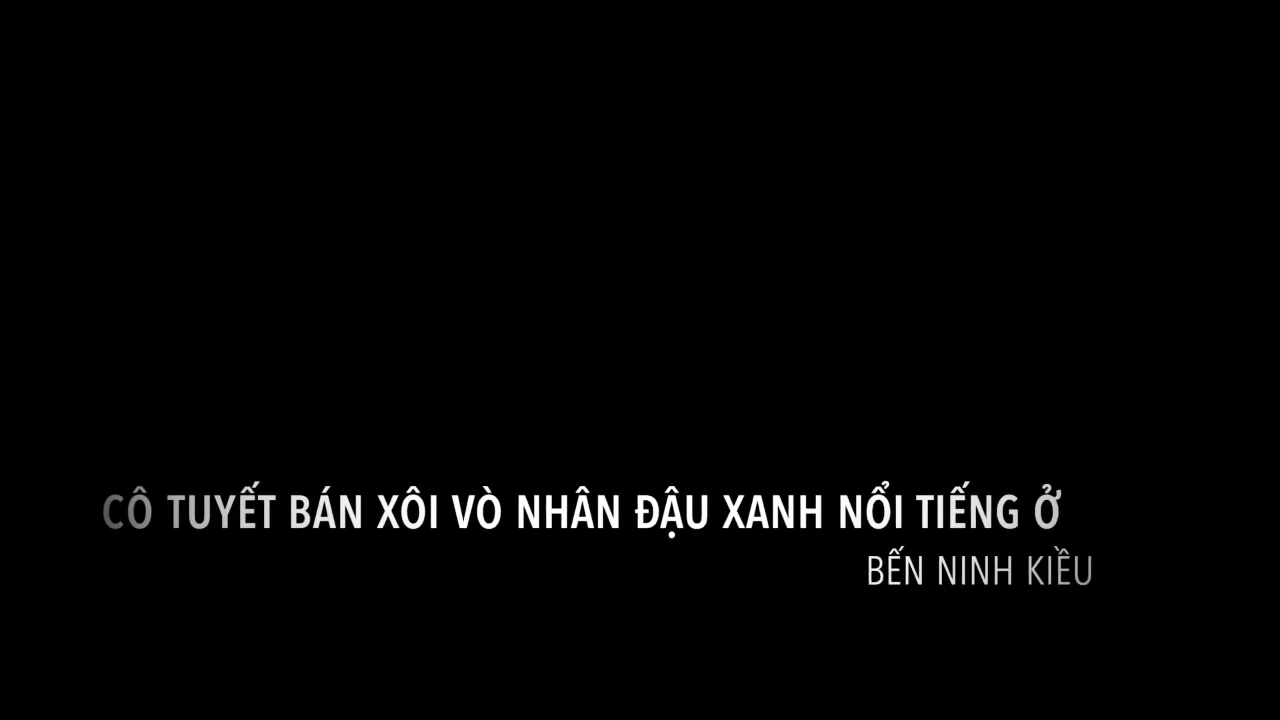 CÔ TUYẾT BÁN XÔI VÒ NHÂN ĐẬU XANH NỔI TIẾNG Ở
BẾN NINH KIỀU